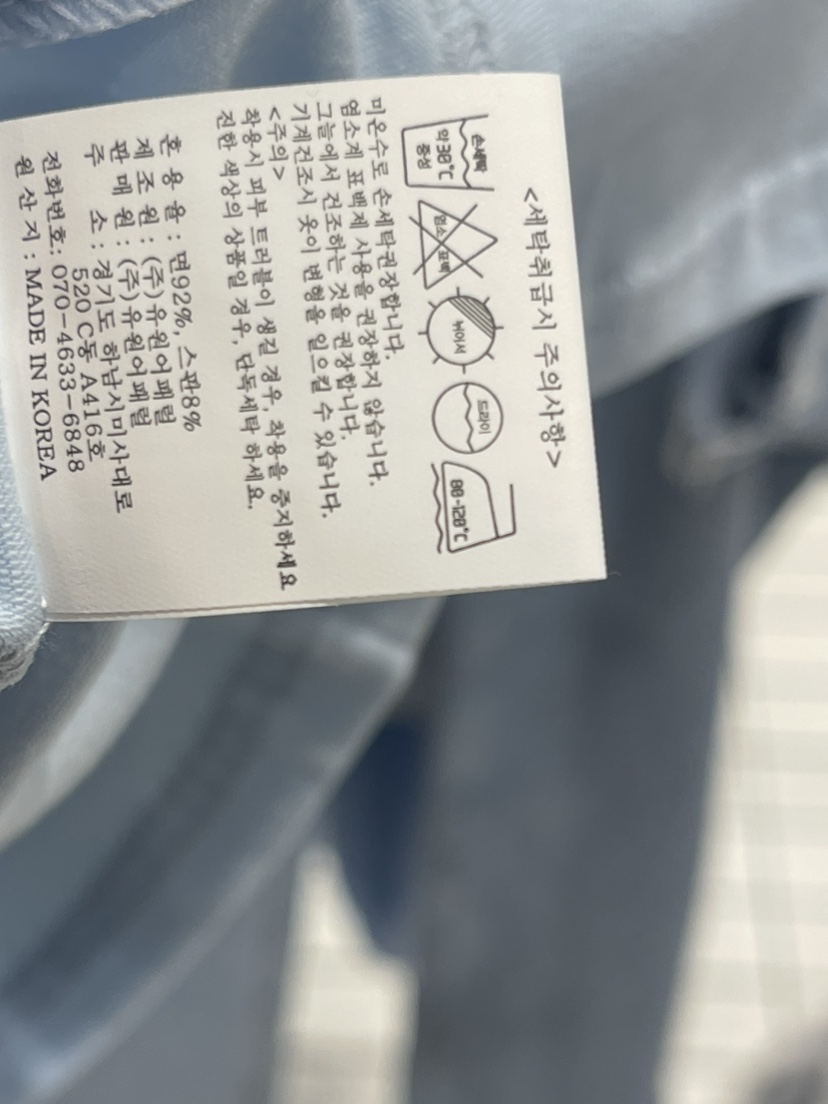 <세탁취급시 주의사항>
손세탁
약30℃
중성
염소 표백
뉘어서
드라이
80-120℃
미온수로 손세탁권장합니다.
염소계 표백제 사용을 권장하지 않습니다.
그늘에서 건조하는 것을 권장합니다.
기계건조시 옷이 변형을 일으킬 수 있습니다.
<주의>
착용시 피부 트러블이 생길 경우, 착용을 중지하세요
진한 색상의 상품일 경우, 단독세탁 하세요.
혼 용 율 : 면92%, 스판8%
제 조 원 : (주)유원어패럴
판 매 원 : (주)유원어패럴
주 소 : 경기도 하남시미사대로
520 C동 A416호
전화번호: 070-4633-6848
원 산 지 : MADE IN KOREA